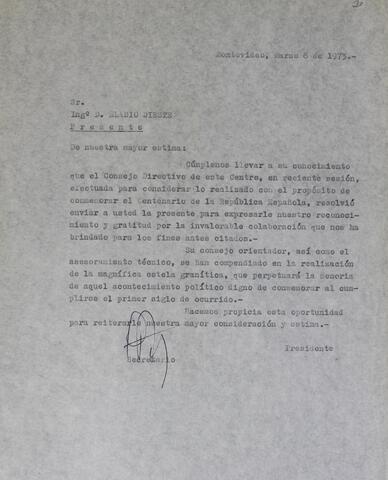 Montevideo, Marzo 8 de 1973.-
Sr.
Ingº D. ELADIO DIESTE
P r e s e n t e
De nuestra mayor estima:
Cúmplenos llevar a su conocimiento
que el Consejo Directivo de este Centro, en reciente sesión,
efectuada para considerar lo realizado con el propósito de
conmemorar el Centenario de la República Española, resolvió
enviar a usted la presente para expresarle nuestro reconoci-
miento y gratitud por la invalorable colaboración que nos ha
brindado para los fines antes citados.-
Su consejo orientador, así como el
asesoramiento técnico, se han compendiado en la realización
de la magnífica estela granítica, que perpetuará la memoria
de aquel acontecimiento político digno de conmemorar al cum-
plirse el primer siglo de ocurrido.-
Hacemos propicia esta oportunidad
para reiterarle nuestra mayor consideración y estima.-
Presidente
Secretario